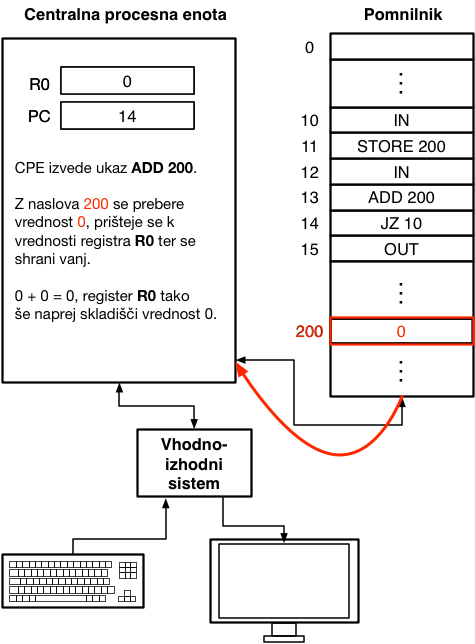 Centralna procesna enota
R0 0
PC 14
CPE izvede ukaz ADD 200.
Z naslova 200 se prebere
vrednost 0, prišteje se k
vrednosti registra R0 ter se
shrani vanj.
0 + 0 = 0, register R0 tako
še naprej skladišči vrednost 0.
Pomnilnik
0
⋮
10 IN
11 STORE 200
12 IN
13 ADD 200
14 JZ 10
15 OUT
⋮
200 0
⋮
Vhodno-
izhodni
sistem